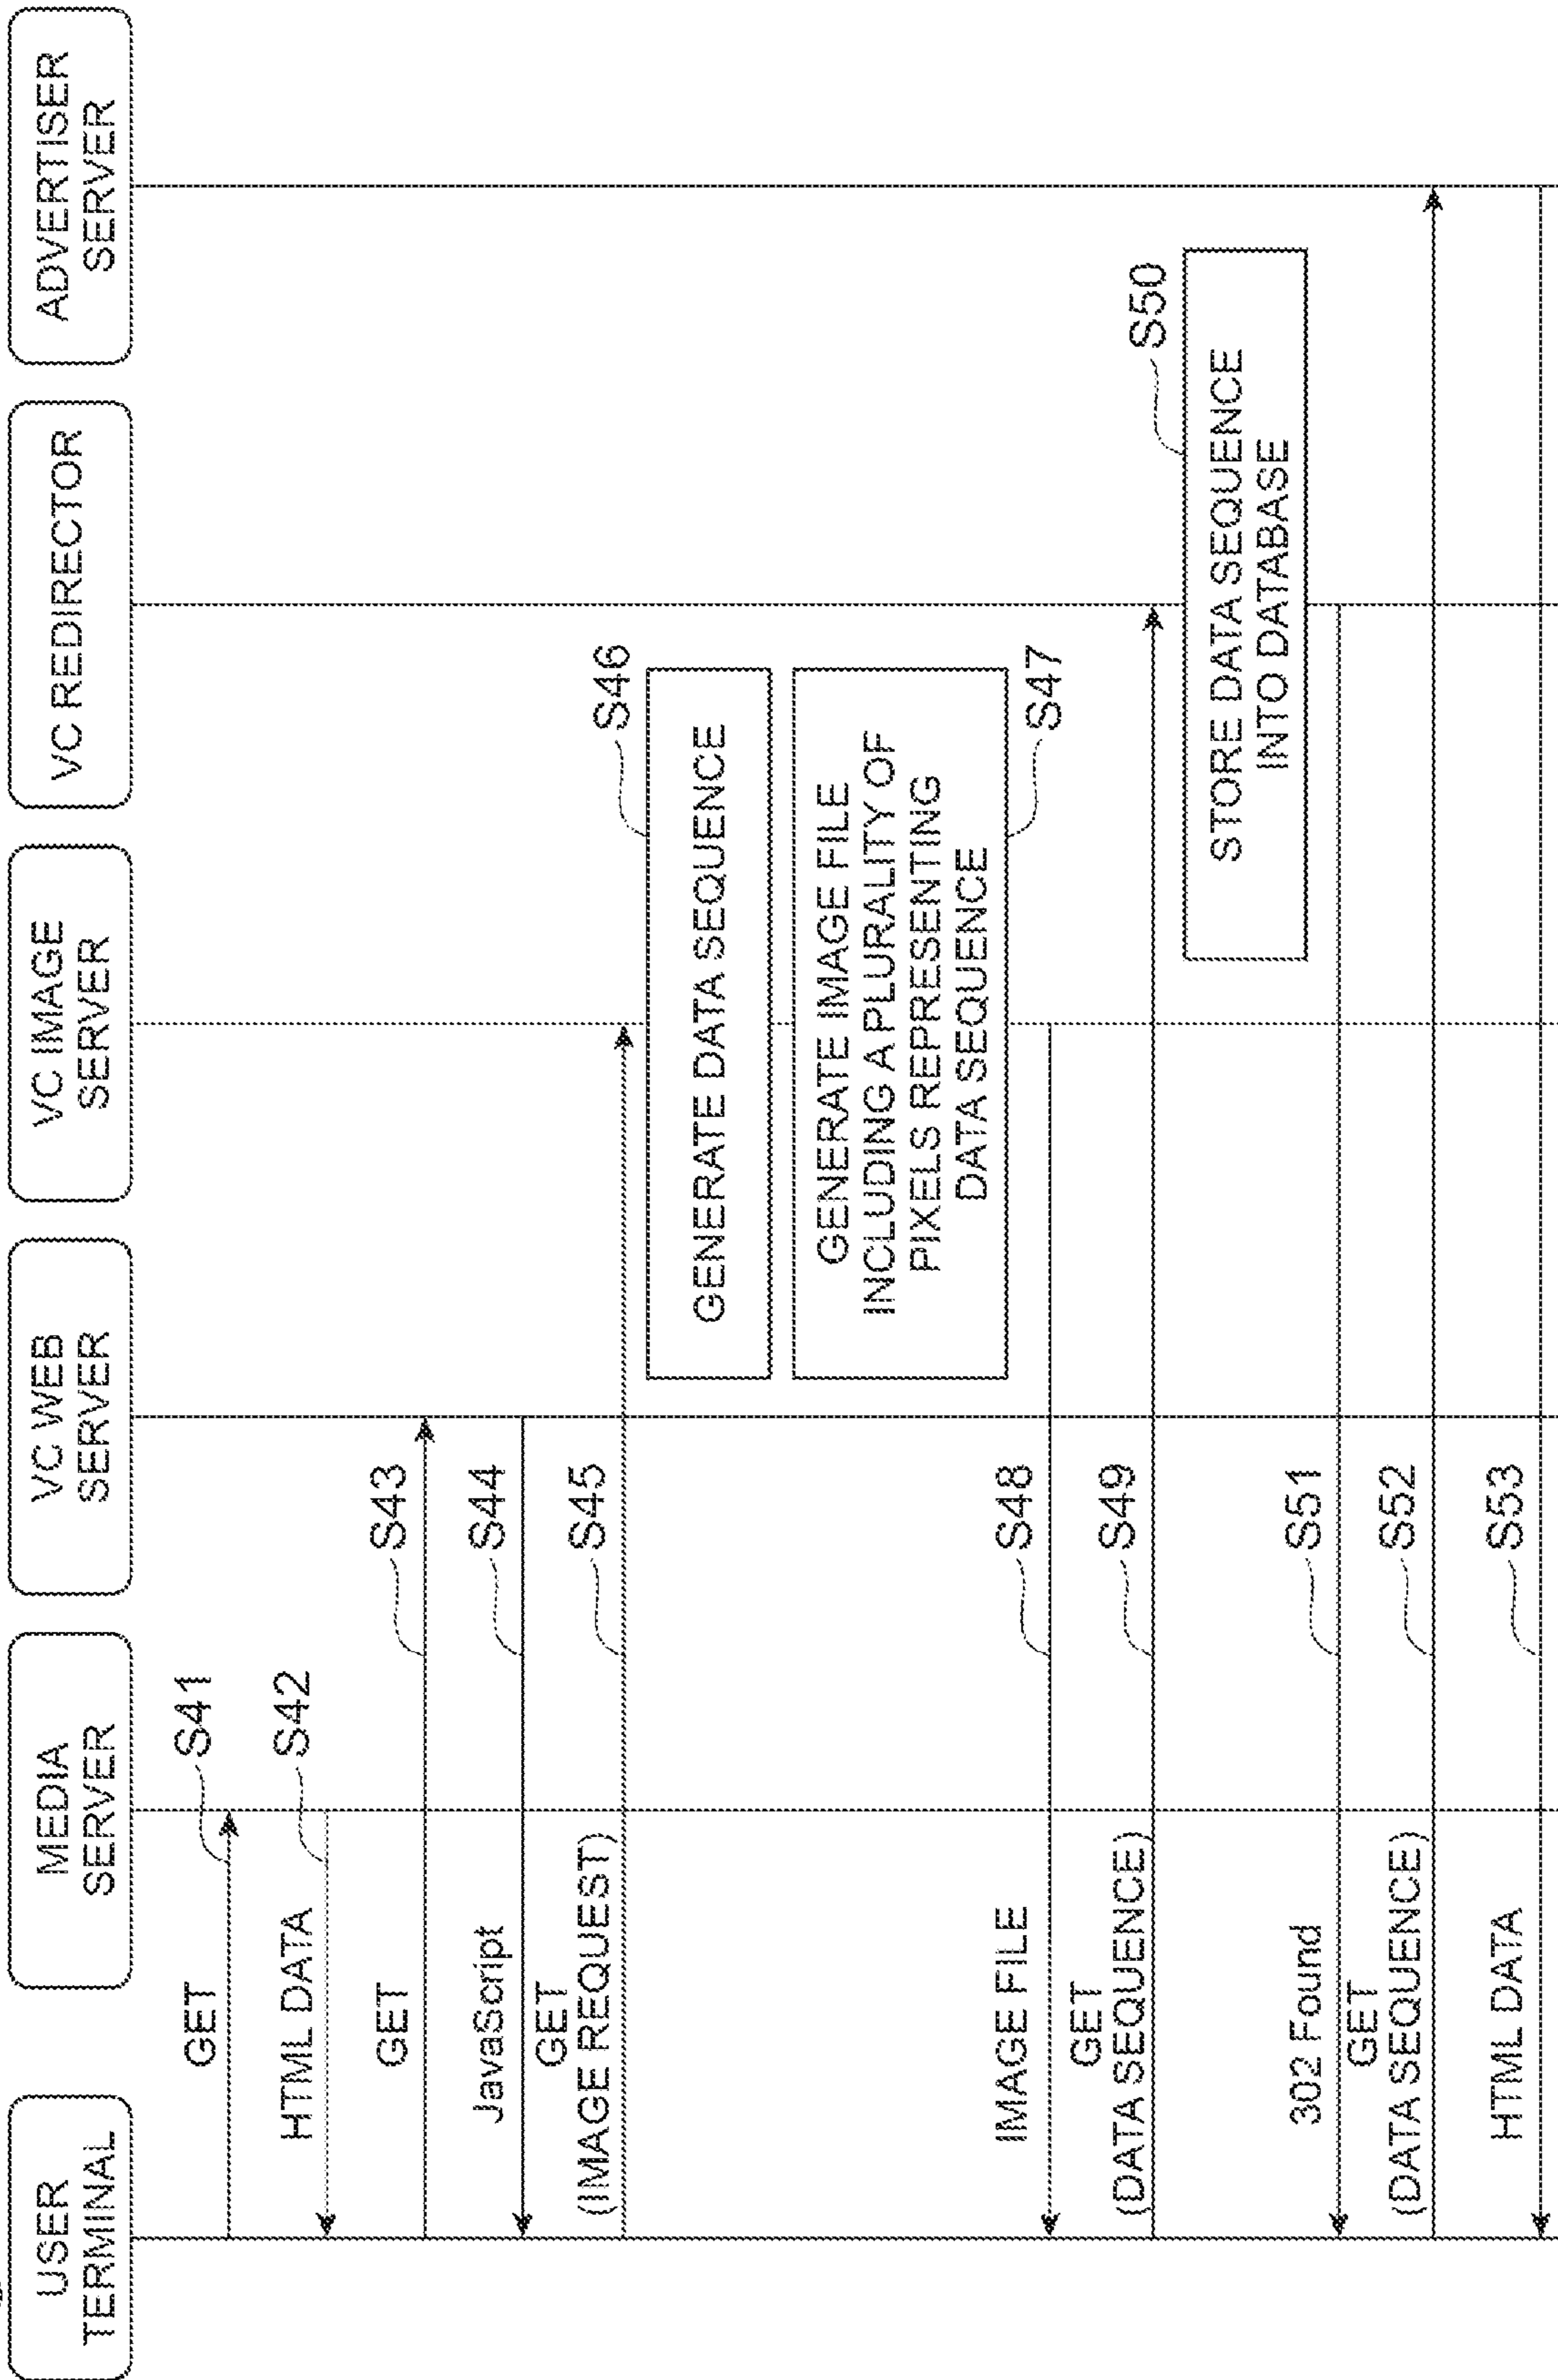 USER
TERMINAL
MEDIA
SERVER
VC WEB
SERVER
VC IMAGE
SERVER
VC REDIRECTOR
ADVERTISER
SERVER
GET
S41
HTML DATA
S42
GET
S43
JavaScript
S44
GET
(IMAGE REQUEST)
S45
S46
GENERATE DATA SEQUENCE
GENERATE IMAGE FILE
INCLUDING A PLURALITY OF
PIXELS REPRESENTING
DATA SEQUENCE
S47
IMAGE FILE
S48
GET
(DATA SEQUENCE)
S49
S50
STORE DATA SEQUENCE
INTO DATABASE
302 Found
S51
GET
(DATA SEQUENCE)
S52
HTML DATA
S53